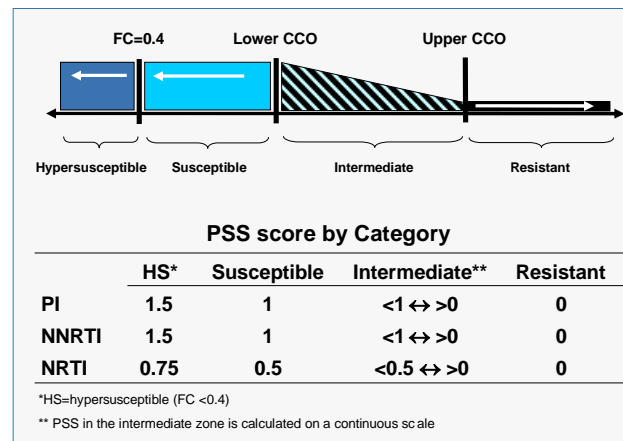 FC=0.4 Lower CCO Upper CCO
Hypersusceptible Susceptible Intermediate Resistant
PSS score by Category
HS* Susceptible Intermediate** Resistant
PI 1.5 1 <1 ↔ >0 0
NNRTI 1.5 1 <1 ↔ >0 0
NRTI 0.75 0.5 <0.5 ↔ >0 0
*HS=hypersusceptible (FC <0.4)
** PSS in the intermediate zone is calculated on a continuous scale